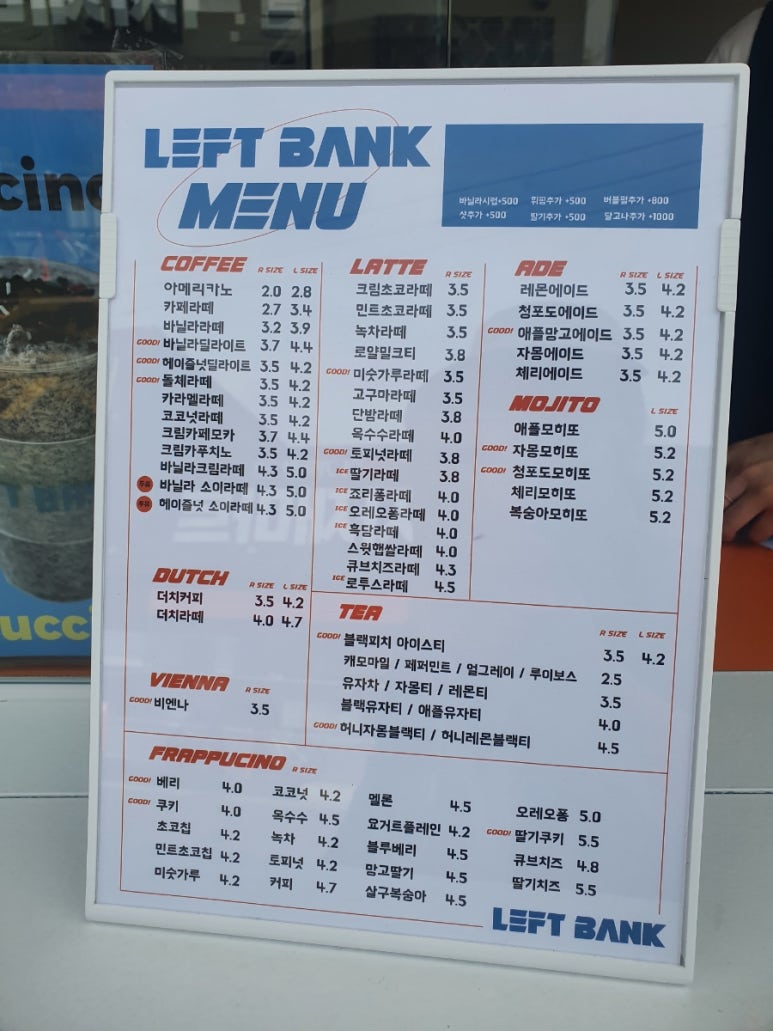 LEFT BANK
MENU
바닐라시럽+500 휘핑추가 +500 버블펄추가 +800
샷추가 +500 딸기추가 +500 달고나추가 +1000
COFFEE R SIZE L SIZE
아메리카노 2.0 2.8
카페라떼 2.7 3.4
바닐라라떼 3.2 3.9
GOOD! 바닐라딜라이트 3.7 4.4
GOOD! 헤이즐넛딜라이트 3.5 4.2
GOOD! 돌체라떼 3.5 4.2
카라멜라떼 3.5 4.2
코코넛라떼 3.5 4.2
크림카페모카 3.7 4.4
크림카푸치노 3.5 4.2
바닐라크림라떼 4.3 5.0
두유 바닐라 소이라떼 4.3 5.0
두유 헤이즐넛 소이라떼 4.3 5.0
DUTCH R SIZE L SIZE
더치커피 3.5 4.2
더치라떼 4.0 4.7
VIENNA R SIZE
GOOD! 비엔나 3.5
LATTE R SIZE
크림초코라떼 3.5
민트초코라떼 3.5
녹차라떼 3.5
로얄밀크티 3.8
GOOD! 미숫가루라떼 3.5
고구마라떼 3.5
단밤라떼 3.8
옥수수라떼 4.0
GOOD! 토피넛라떼 3.8
ICE 딸기라떼 3.8
ICE 죠리퐁라떼 4.0
ICE 오레오퐁라떼 4.0
ICE 흑당라떼 4.0
스윗햅쌀라떼 4.0
큐브치즈라떼 4.3
ICE 로투스라떼 4.5
ADE R SIZE L SIZE
레몬에이드 3.5 4.2
청포도에이드 3.5 4.2
GOOD! 애플망고에이드 3.5 4.2
자몽에이드 3.5 4.2
체리에이드 3.5 4.2
MOJITO L SIZE
애플모히또 5.0
GOOD! 자몽모히또 5.2
GOOD! 청포도모히또 5.2
체리모히또 5.2
복숭아모히또 5.2
TEA R SIZE L SIZE
GOOD! 블랙피치 아이스티 3.5 4.2
캐모마일 / 페퍼민트 / 얼그레이 / 루이보스 2.5
유자차 / 자몽티 / 레몬티 3.5
블랙유자티 / 애플유자티 4.0
GOOD! 허니자몽블랙티 / 허니레몬블랙티 4.5
FRAPPUCINO R SIZE
GOOD! 베리 4.0
GOOD! 쿠키 4.0
초코칩 4.2
민트초코칩 4.2
미숫가루 4.2
코코넛 4.2
옥수수 4.5
녹차 4.2
토피넛 4.2
커피 4.7
멜론 4.5
요거트플레인 4.2
블루베리 4.5
망고딸기 4.5
살구복숭아 4.5
오레오퐁 5.0
GOOD! 딸기쿠키 5.5
큐브치즈 4.8
딸기치즈 5.5
LEFT BANK